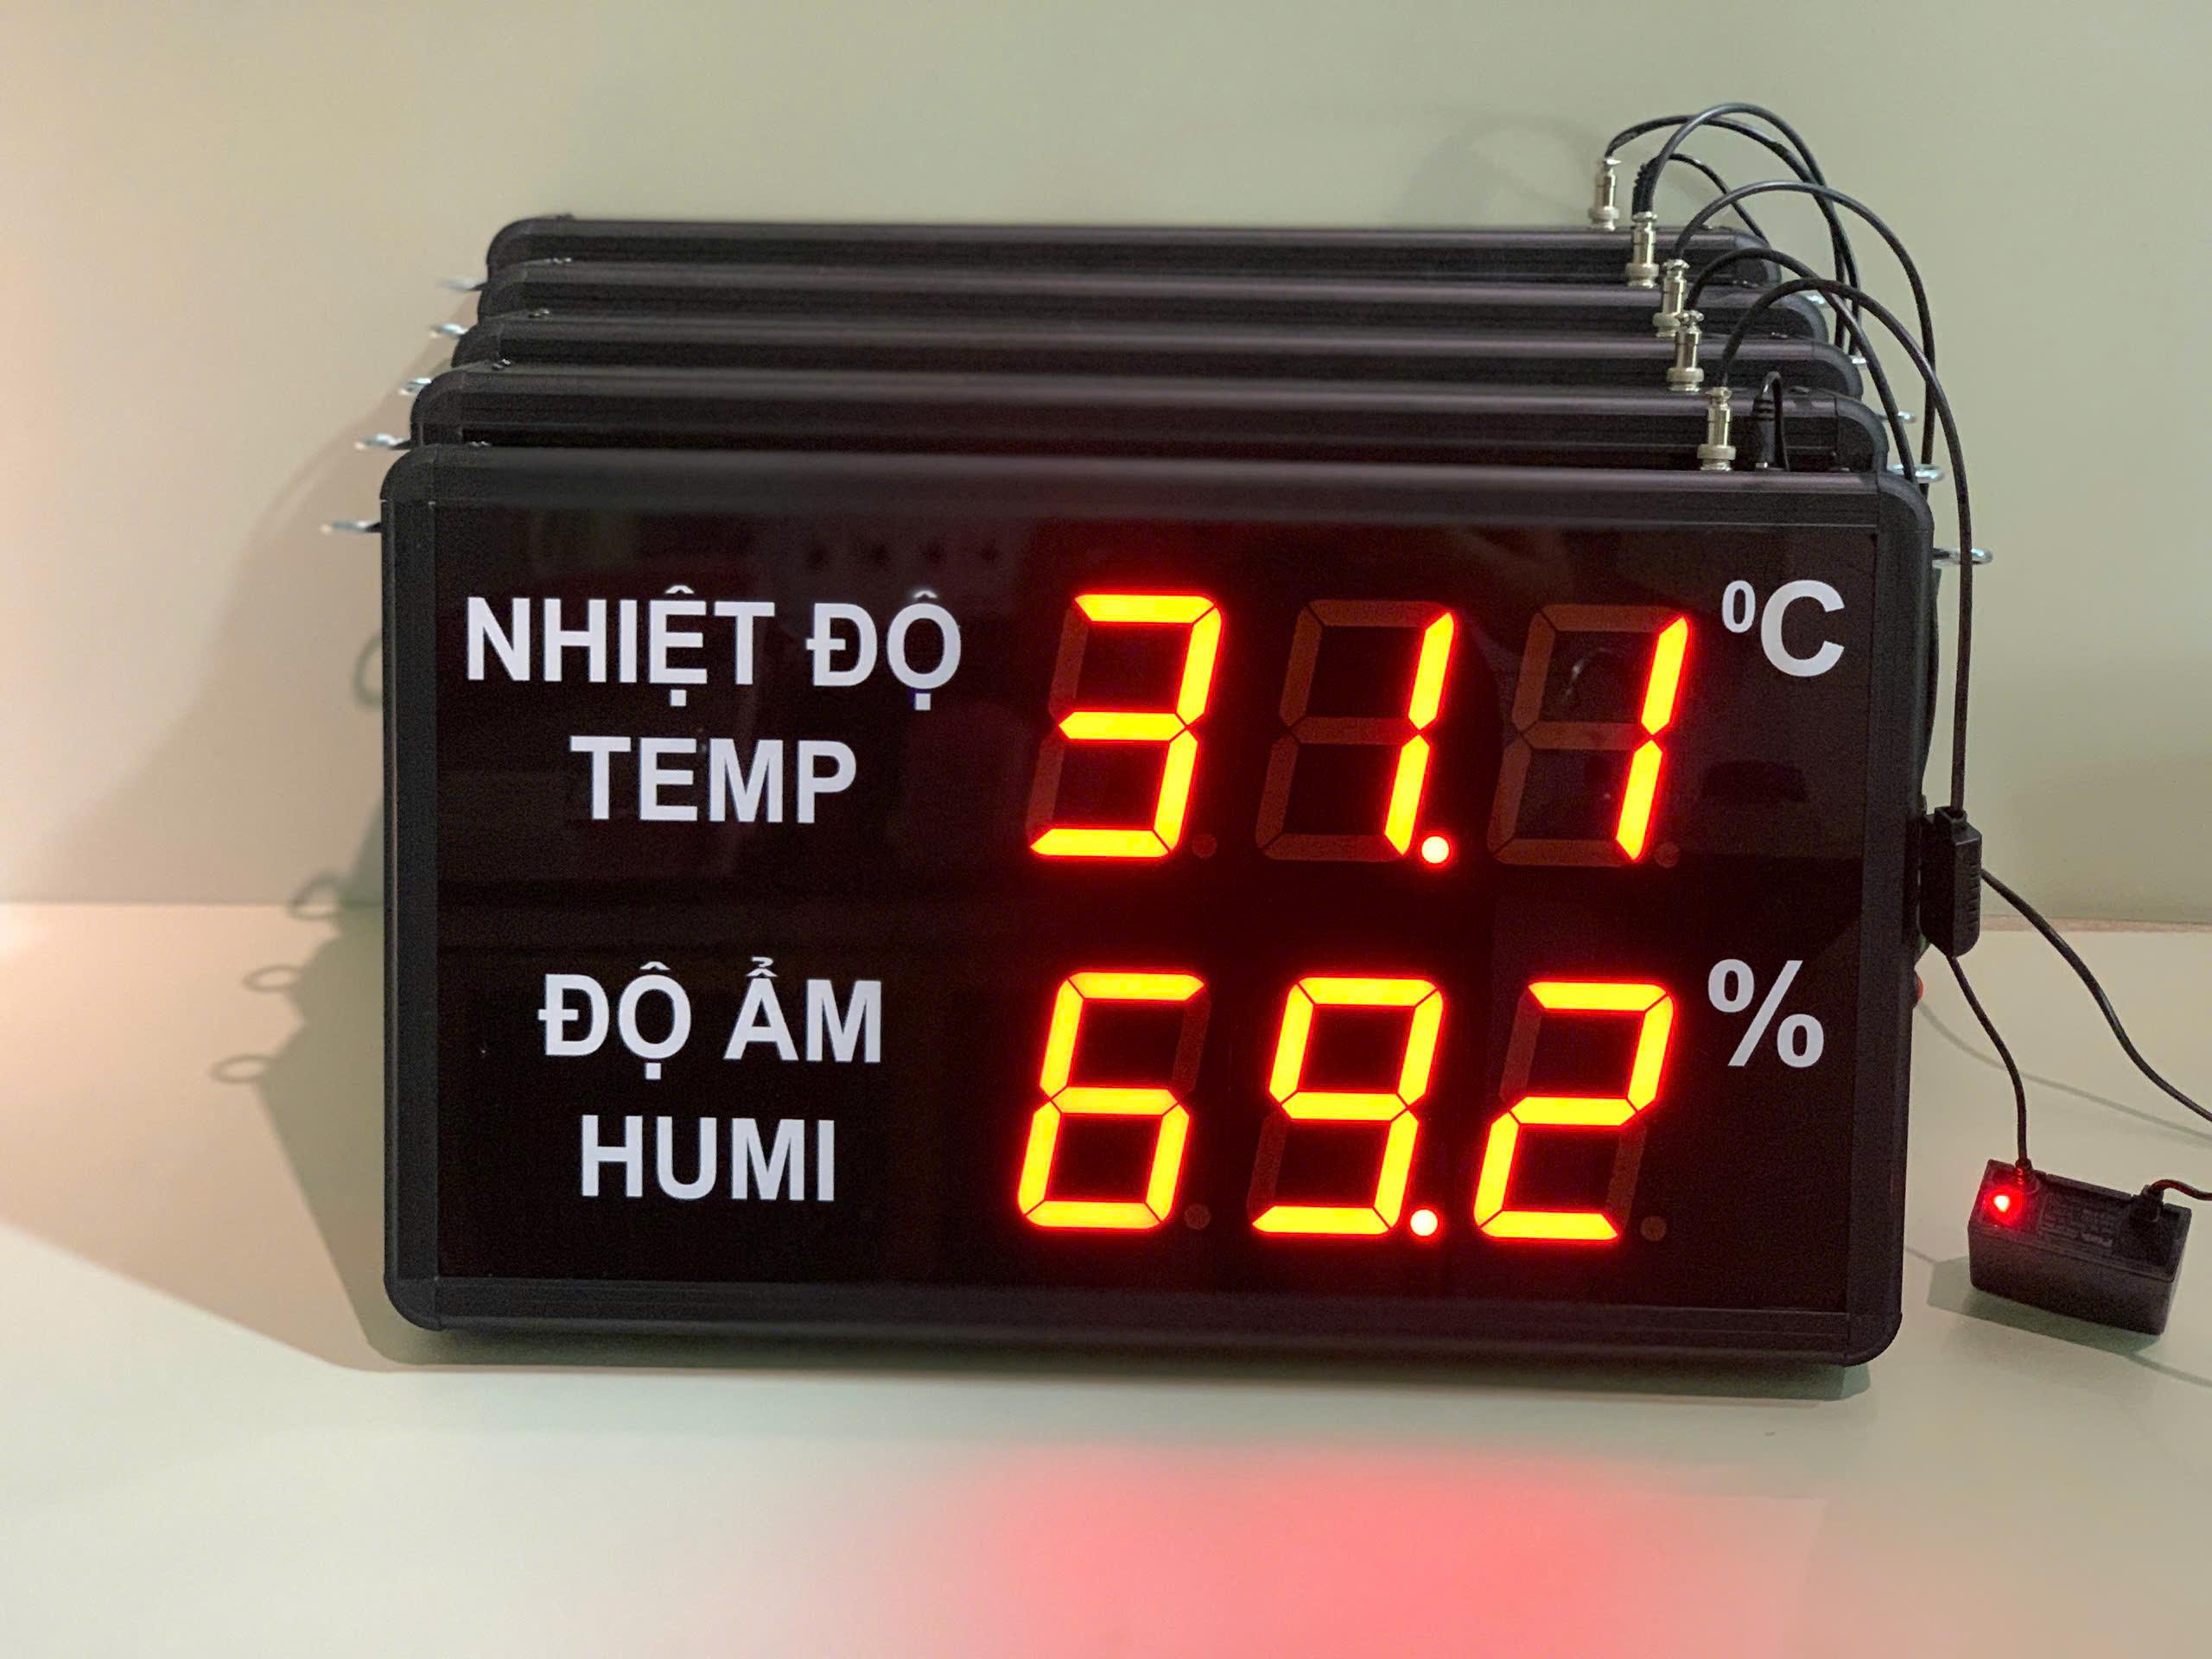 NHIỆT ĐỘ 31.1 ⁰C
TEMP
ĐỘ ẨM 69.2 %
HUMI